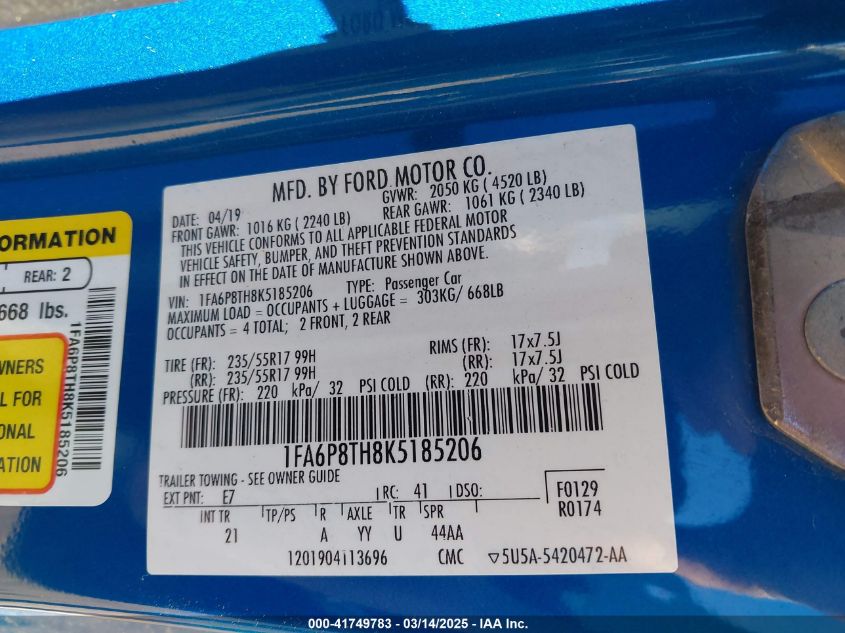 FORD M
MFD. BY FORD MOTOR CO.
DATE: 04/19 GVWR: 2050 KG ( 4520 LB)
FRONT GAWR: 1016 KG ( 2240 LB) REAR GAWR: 1061 KG ( 2340 LB)
THIS VEHICLE CONFORMS TO ALL APPLICABLE FEDERAL MOTOR
VEHICLE SAFETY, BUMPER, AND THEFT PREVENTION STANDARDS
IN EFFECT ON THE DATE OF MANUFACTURE SHOWN ABOVE.
VIN: 1FA6P8TH8K5185206 TYPE: Passenger Car
MAXIMUM LOAD = OCCUPANTS + LUGGAGE = 303KG/ 668LB
OCCUPANTS = 4 TOTAL; 2 FRONT, 2 REAR
TIRE (FR): 235/55R17 99H RIMS (FR): 17x7.5J
(RR): 235/55R17 99H (RR): 17x7.5J
PRESSURE (FR): 220 kPa/ 32 PSI COLD (RR): 220 kPa/ 32 PSI COLD
1FA6P8TH8K5185206
TRAILER TOWING - SEE OWNER GUIDE
EXT PNT: E7 RC: 41 DSO: F0129
INT TR TP/PS R AXLE TR SPR R0174
21 A YY U 44AA
1201904113696 CMC ▽5U5A-5420472-AA
ORMATION
REAR: 2
668 lbs.
1FA6P8TH8K5185206
WNERS
L FOR
ONAL
ATION
000-41749783 - 03/14/2025 - IAA Inc.